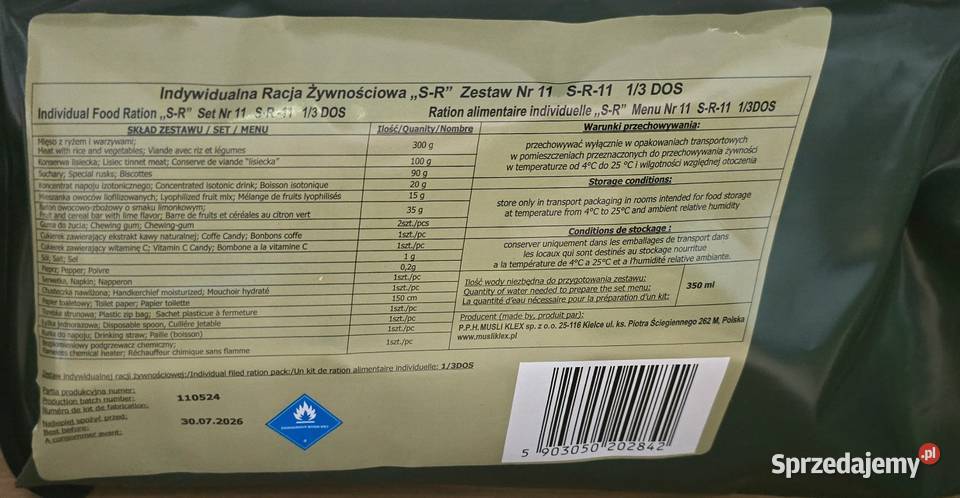 Indywidualna Racja Żywnościowa „S-R” Zestaw Nr 11 S-R-11 1/3 DOS
Individual Food Ration „S-R” Set Nr 11 S-R-11 1/3 DOS
Ration alimentaire individuelle „S-R” Menu Nr 11 S-R-11 1/3DOS
SKŁAD ZESTAWU / SET / MENU Ilość/Quanity/Nombre
Mięso z ryżem i warzywami;
Meat with rice and vegetables; Viande avec riz et légumes 300 g
Konserwa lisiecka; Lisiec tinnet meat; Conserve de viande "lisiecka" 100 g
Suchary; Special rusks; Biscottes 90 g
Koncentrat napoju izotonicznego; Concentrated isotonic drink; Boisson isotonique 20 g
Mieszanka owoców liofilizowanych; Lyophilized fruit mix; Mélange de fruits lyophilisés 15 g
Baton owocowo-zbożowy o smaku limonkowym;
Fruit and cereal bar with lime flavor; Barre de fruits et céréales au citron vert 35 g
Guma do żucia; Chewing gum; Chewing-gum 2szt./pcs
Cukierek zawierający ekstrakt kawy naturalnej; Coffe Candy; Bonbons coffe 1szt./pc
Cukierek zawierający witaminę C; Vitamin C Candy; Bombone a la vitamine C 1szt./pc
Sól; Salt; Sel 1 g
Pieprz; Pepper; Poivre 0,2g
Serwetka, Napkin; Napperon 1szt./pc
Chusteczka nawilżona; Handkerchief moisturized; Mouchoir hydraté 1szt./pc
Papier toaletowy; Toilet paper; Papier toilette 150 cm
Torebka strunowa; Plastic zip bag; Sachet plasticue à fermeture 1szt./pc
Łyżka jednorazowa; Disposable spoon, Cuillère jetable 1szt./pc
Rurka do napoju; Drinking straw; Paille (boisson) 1szt./pc
Bezpłomieniowy podgrzewacz chemiczny;
Flameless chemical heater; Réchauffeur chimique sans flamme 1szt./pc
Warunki przechowywania:
przechowywać wyłącznie w opakowaniach transportowych
w pomieszczeniach przeznaczonych do przechowywania żywności
w temperaturze od 4°C do 25 °C i wilgotności względnej otoczenia
Storage conditions:
store only in transport packaging in rooms intended for food storage
at temperature from 4°C to 25°C and ambient relative humidity
Conditions de stockage :
conserver uniquement dans les emballages de transport dans
les locaux qui sont destinés au stockage nourritue
a la température de 4°C a 25°C et a l'humidité relative ambiante.
Ilość wody niezbędna do przygotowania zestawu:
Quantity of water needed to prepare the set menu:
La quantité d'eau nécessaire pour la préparation d'un kit: 350 ml
Producent (made by, produit par):
P.P.H. MUSLI KLEX sp. z o.o. 25-116 Kielce ul. ks. Piotra Ściegiennego 262 M, Polska
www.musliklex.pl
Zestaw indywidualnej racji żywnościowej:/Individual filed ration pack:/Un kit de ration alimentaire individuelle: 1/3DOS
Partia produkcyjna numer:
Production batch number: 110524
Numéro de lot de fabrication:
Najlepiej spożyć przed:
Best before: 30.07.2026
A consommer avant:
5 903050 202842
Sprzedajemy.pl